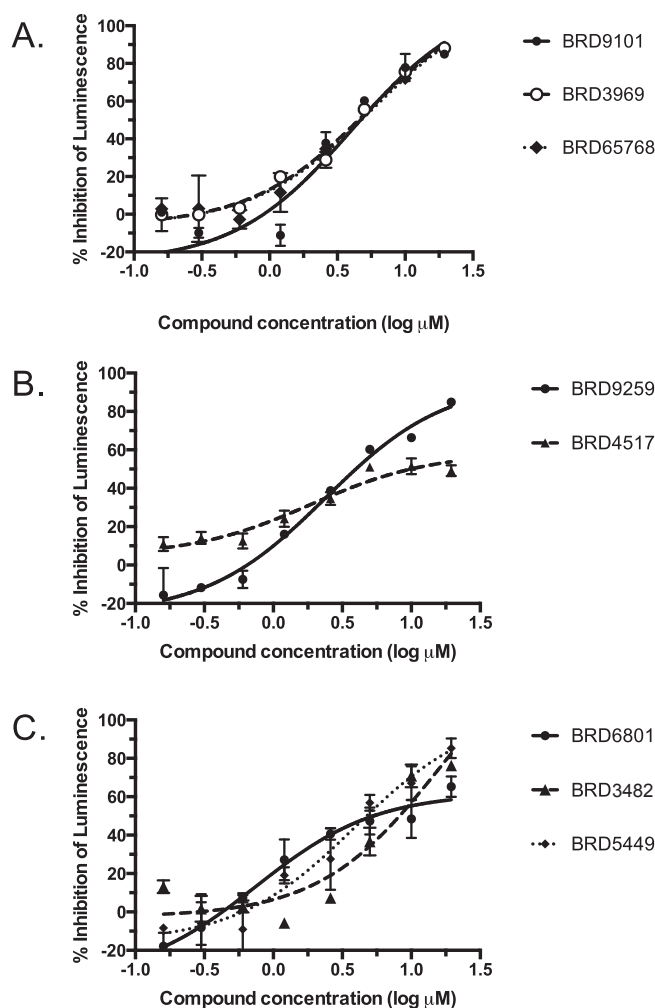 A.
% Inhibition of Luminescence
100
80
60
40
20
0
-20
-1.0 -0.5 0.0 0.5 1.0 1.5
Compound concentration (log μM)
BRD9101
BRD3969
BRD65768
B.
% Inhibition of Luminescence
100
80
60
40
20
0
-20
-1.0 -0.5 0.0 0.5 1.0 1.5
Compound concentration (log μM)
BRD9259
BRD4517
C.
% Inhibition of Luminescence
100
80
60
40
20
0
-20
-1.0 -0.5 0.0 0.5 1.0 1.5
Compound concentration (log μM)
BRD6801
BRD3482
BRD5449